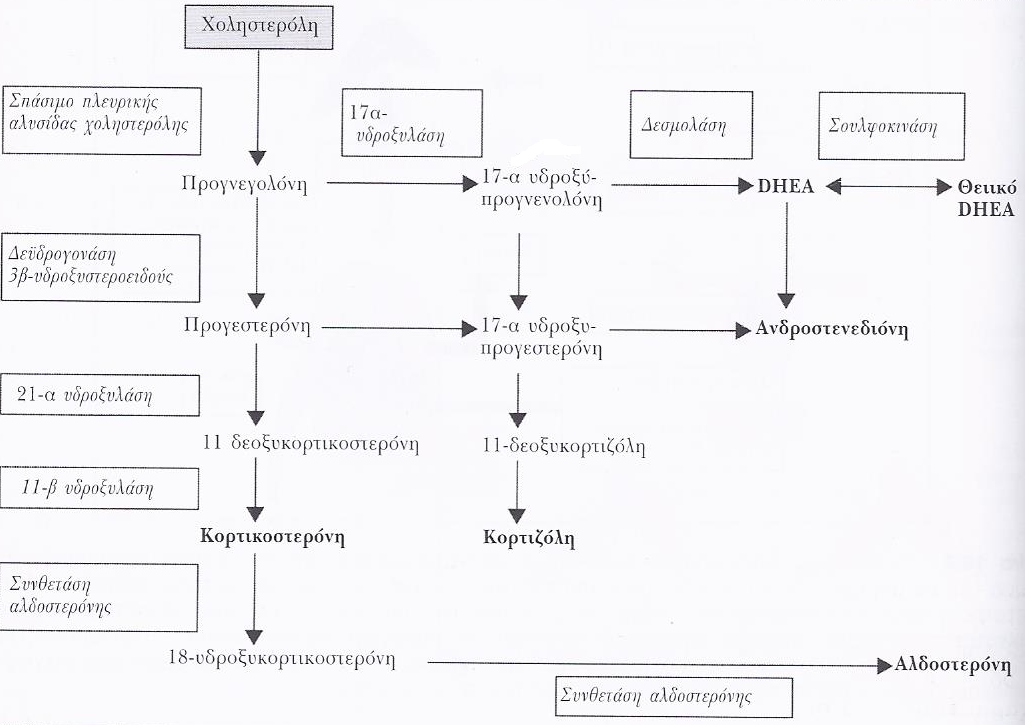 Χοληστερόλη
Σπάσιμο πλευρικής
αλυσίδας χοληστερόλης
17α-
υδροξυλάση
Δεσμολάση
Σουλφοκινάση
Προγνεγολόνη
17-α υδροξύ-
προγνενολόνη
DHEA
Θειικό
DHEA
Δεϋδρογονάση
3β-υδροξυστεροειδούς
Προγεστερόνη
17-α υδροξυ-
προγεστερόνη
Ανδροστενεδιόνη
21-α υδροξυλάση
11 δεοξυκορτικοστερόνη
11-δεοξυκορτιζόλη
11-β υδροξυλάση
Κορτικοστερόνη
Κορτιζόλη
Συνθετάση
αλδοστερόνης
18-υδροξυκορτικοστερόνη
Αλδοστερόνη
Συνθετάση αλδοστερόνης